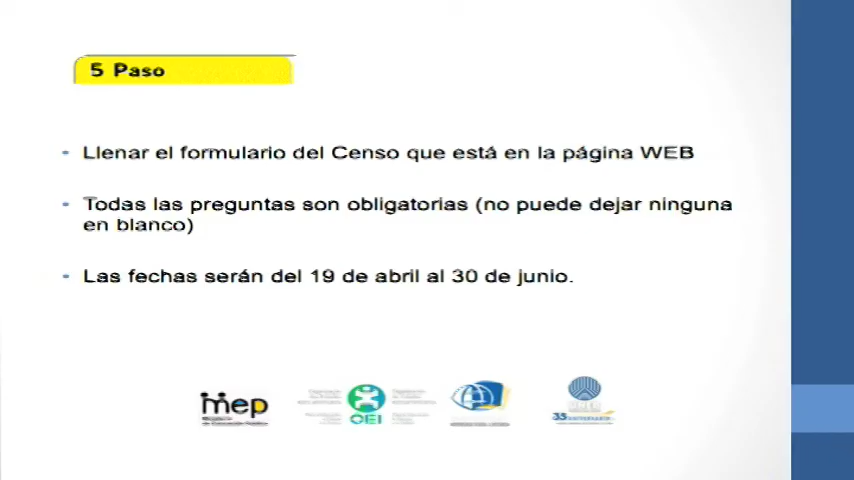 5 Paso
Llenar el formulario del Censo que está en la página WEB
Todas las preguntas son obligatorias (no puede dejar ninguna
en blanco)
Las fechas serán del 19 de abril al 30 de junio.
mep
OEI
35